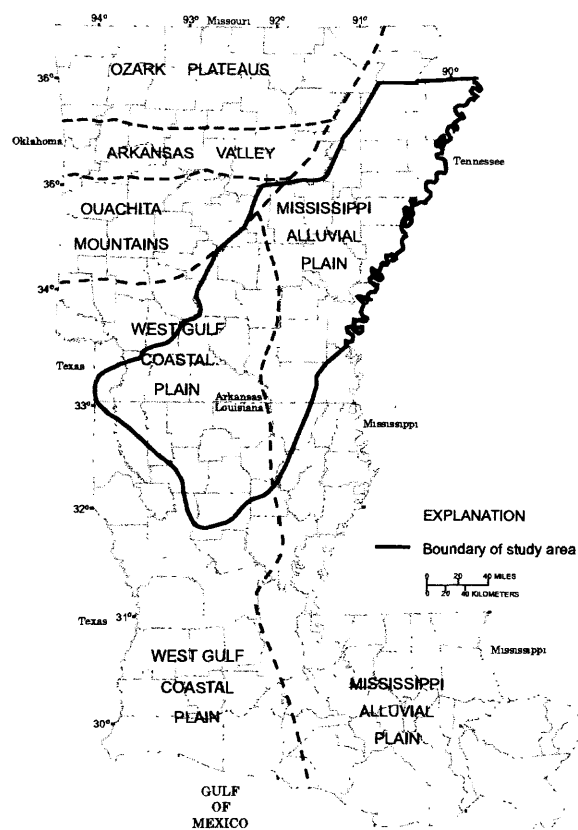 94° 93° 92° 91°
Missouri
36° OZARK PLATEAUS 90°
Oklahoma ARKANSAS VALLEY Tennessee
35°
OUACHITA MISSISSIPPI
MOUNTAINS ALLUVIAL
PLAIN
34°
WEST GULF
Texas COASTAL
PLAIN Arkansas
33° Louisiana Mississippi
32° EXPLANATION
Boundary of study area
0 20 40 MILES
0 20 40 KILOMETERS
31°
Texas
WEST GULF Mississippi
COASTAL MISSISSIPPI
30° PLAIN ALLUVIAL
PLAIN
GULF
OF
MEXICO